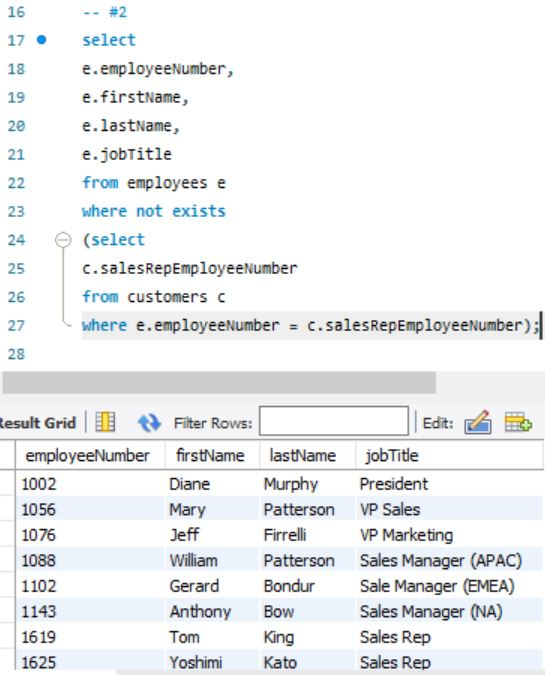 16 -- #2
17 select
18 e.employeeNumber,
19 e.firstName,
20 e.lastName,
21 e.jobTitle
22 from employees e
23 where not exists
24 (select
25 c.salesRepEmployeeNumber
26 from customers c
27 where e.employeeNumber = c.salesRepEmployeeNumber);
28
Result Grid Filter Rows: Edit:
employeeNumber firstName lastName jobTitle
1002 Diane Murphy President
1056 Mary Patterson VP Sales
1076 Jeff Firrelli VP Marketing
1088 William Patterson Sales Manager (APAC)
1102 Gerard Bondur Sale Manager (EMEA)
1143 Anthony Bow Sales Manager (NA)
1619 Tom King Sales Rep
1625 Yoshimi Kato Sales Rep